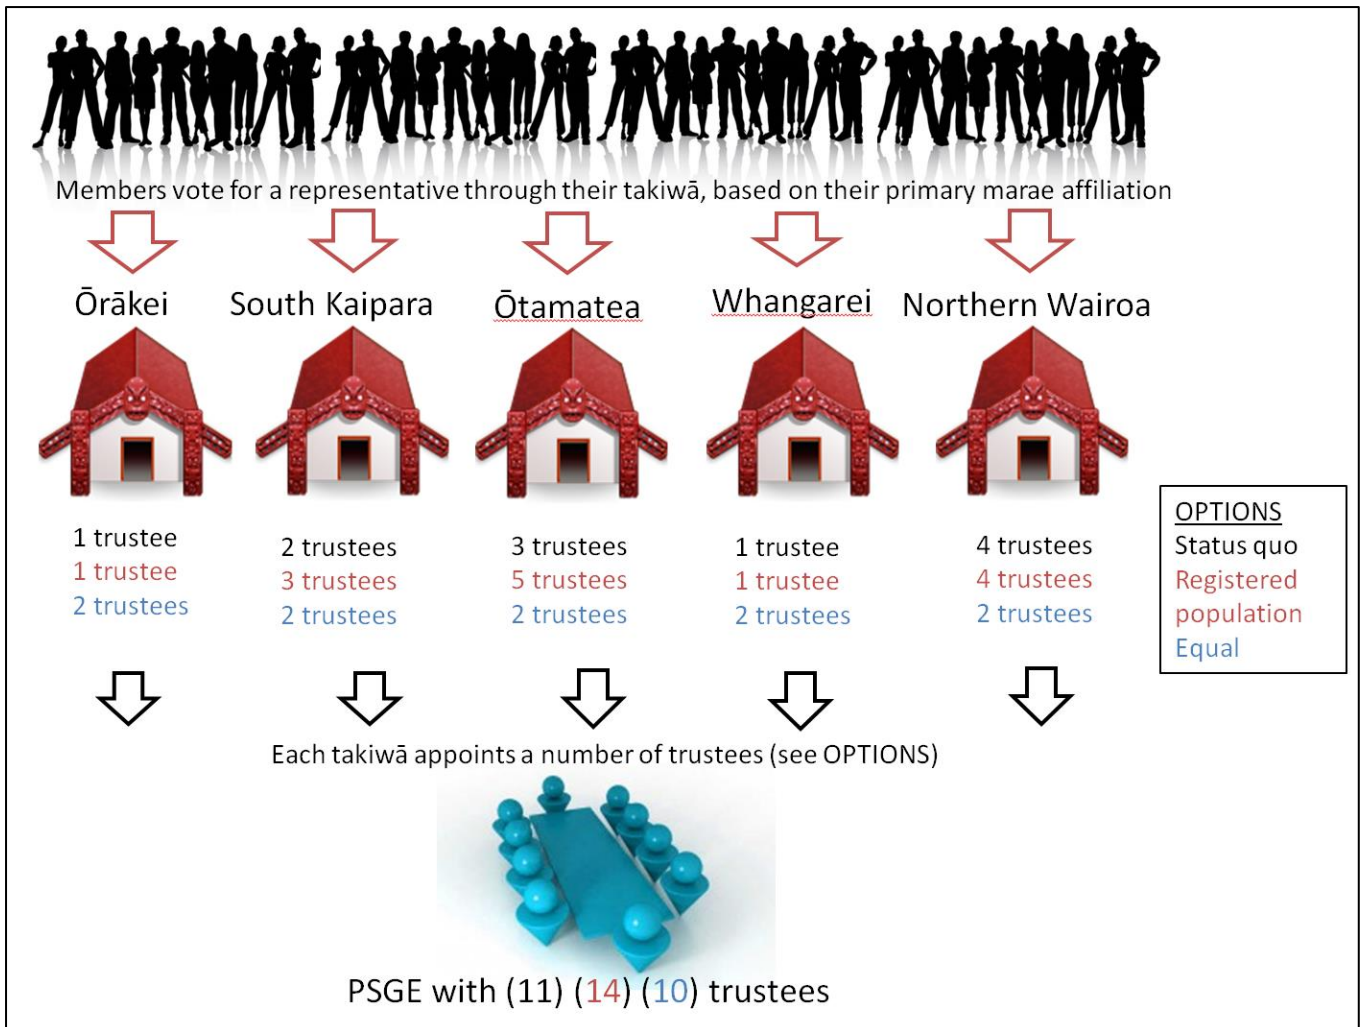 Members vote for a representative through their takiwā, based on their primary marae affiliation
Ōrākei
South Kaipara
Ōtamatea
Whangarei
Northern Wairoa
1 trustee
1 trustee
2 trustees
2 trustees
3 trustees
2 trustees
3 trustees
5 trustees
2 trustees
1 trustee
1 trustee
2 trustees
4 trustees
4 trustees
2 trustees
OPTIONS
Status quo
Registered
population
Equal
Each takiwā appoints a number of trustees (see OPTIONS)
PSGE with (11) (14) (10) trustees